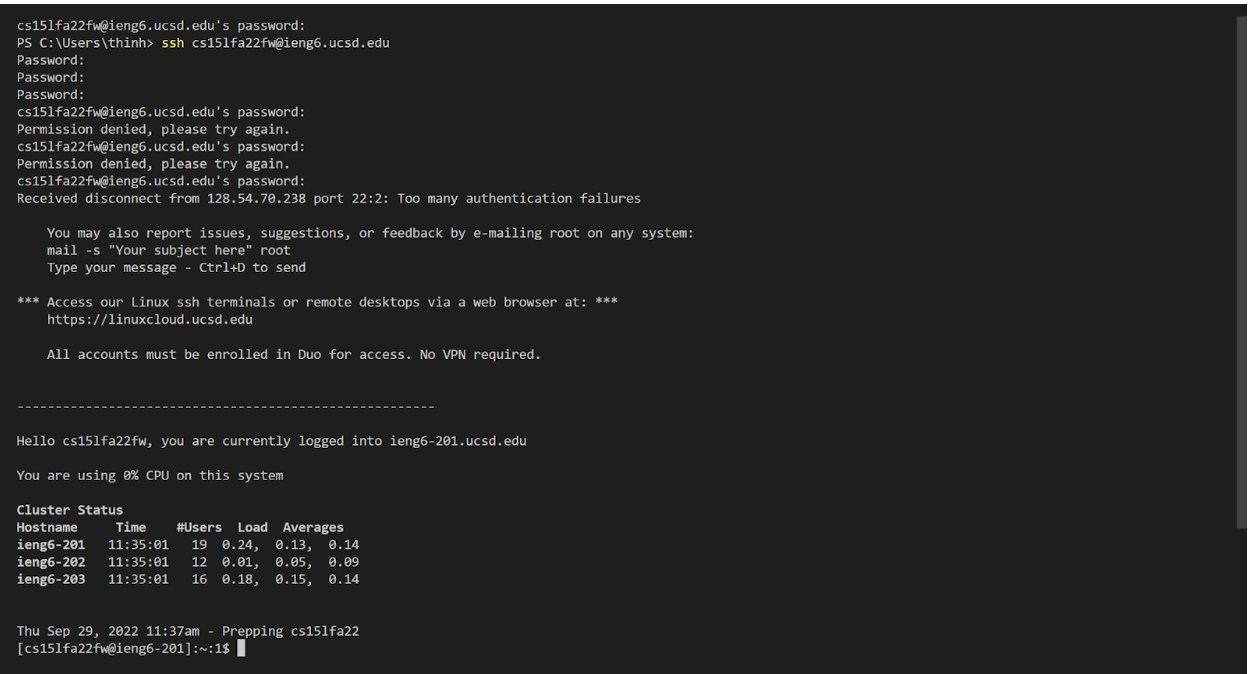 cs15lfa22fw@ieng6.ucsd.edu's password:
PS C:\Users\thinh> ssh cs15lfa22fw@ieng6.ucsd.edu
Password:
Password:
Password:
cs15lfa22fw@ieng6.ucsd.edu's password:
Permission denied, please try again.
cs15lfa22fw@ieng6.ucsd.edu's password:
Permission denied, please try again.
cs15lfa22fw@ieng6.ucsd.edu's password:
Received disconnect from 128.54.70.238 port 22:2: Too many authentication failures
You may also report issues, suggestions, or feedback by e-mailing root on any system:
mail -s "Your subject here" root
Type your message - Ctrl+D to send
*** Access our Linux ssh terminals or remote desktops via a web browser at: ***
https://linuxcloud.ucsd.edu
All accounts must be enrolled in Duo for access. No VPN required.
------------------------------------------------------
Hello cs15lfa22fw, you are currently logged into ieng6-201.ucsd.edu
You are using 0% CPU on this system
Cluster Status
Hostname     Time    #Users  Load  Averages
ieng6-201   11:35:01   19  0.24,  0.13,  0.14
ieng6-202   11:35:01   12  0.01,  0.05,  0.09
ieng6-203   11:35:01   16  0.18,  0.15,  0.14
Thu Sep 29, 2022 11:37am - Prepping cs15lfa22
[cs15lfa22fw@ieng6-201]:~:1$